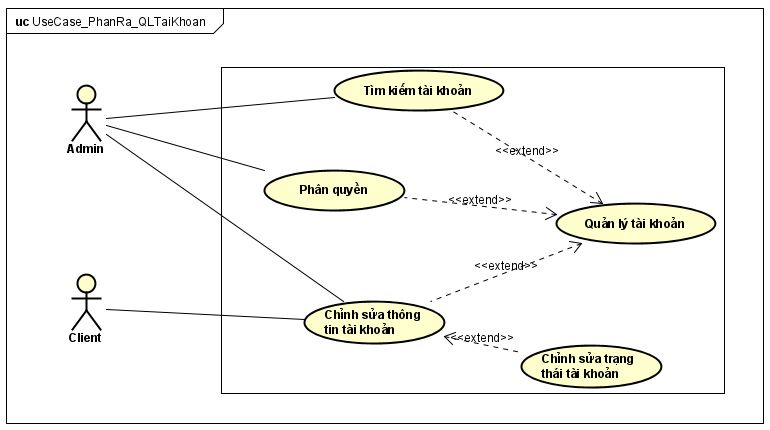 uc UseCase_PhanRa_QLTaiKhoan
Tìm kiếm tài khoản
Admin
<<extend>>
Phân quyền
<<extend>>
Quản lý tài khoản
<<extend>>
Chỉnh sửa thông
tin tài khoản
Client
<<extend>>
Chỉnh sửa trạng
thái tài khoản